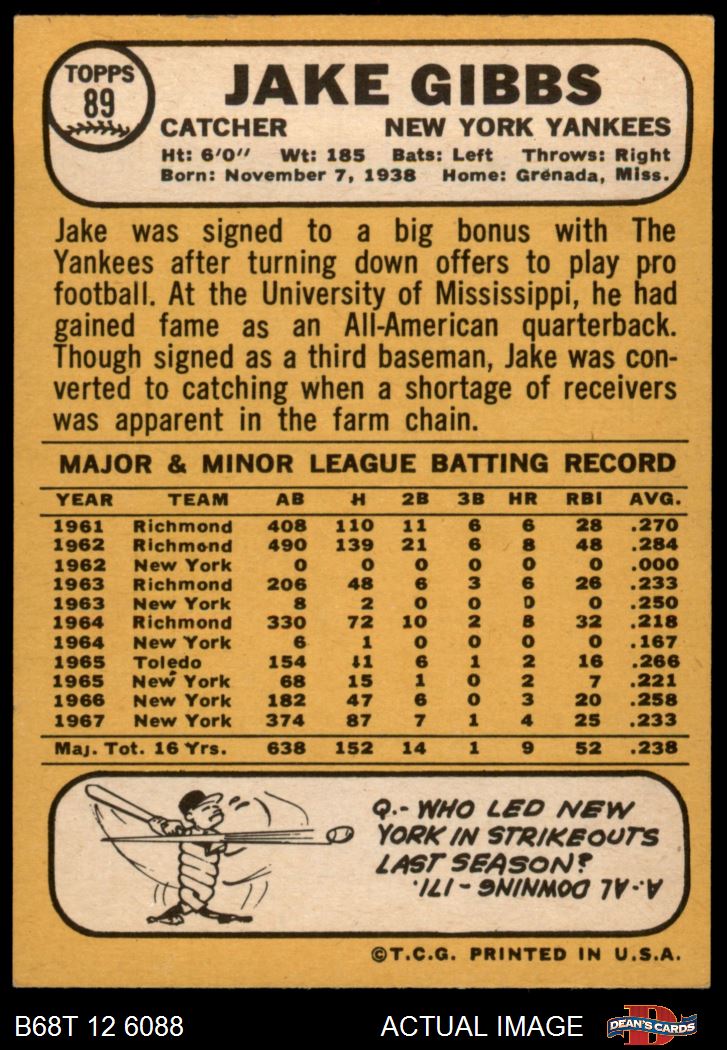 TOPPS
89
JAKE GIBBS
CATCHER NEW YORK YANKEES
Ht: 6'0" Wt: 185 Bats: Left Throws: Right
Born: November 7, 1938 Home: Grenada, Miss.
Jake was signed to a big bonus with The
Yankees after turning down offers to play pro
football. At the University of Mississippi, he had
gained fame as an All-American quarterback.
Though signed as a third baseman, Jake was con-
verted to catching when a shortage of receivers
was apparent in the farm chain.
MAJOR & MINOR LEAGUE BATTING RECORD
YEAR TEAM AB H 2B 3B HR RBI AVG.
1961 Richmond 408 110 11 6 6 28 .270
1962 Richmond 490 139 21 6 8 48 .284
1962 New York 0 0 0 0 0 0 .000
1963 Richmond 206 48 6 3 6 26 .233
1963 New York 8 2 0 0 0 0 .250
1964 Richmond 330 72 10 2 8 32 .218
1964 New York 6 1 0 0 0 0 .167
1965 Toledo 154 41 6 1 2 16 .266
1965 New York 68 15 1 0 2 7 .221
1966 New York 182 47 6 0 3 20 .258
1967 New York 374 87 7 1 4 25 .233
Maj. Tot. 16 Yrs. 638 152 14 1 9 52 .238
Q.- WHO LED NEW
YORK IN STRIKEOUTS
LAST SEASON?
A.- AL DOWNING - 171.
©T.C.G. PRINTED IN U.S.A.
B68T 12 6088 ACTUAL IMAGE DEAN'S CARDS